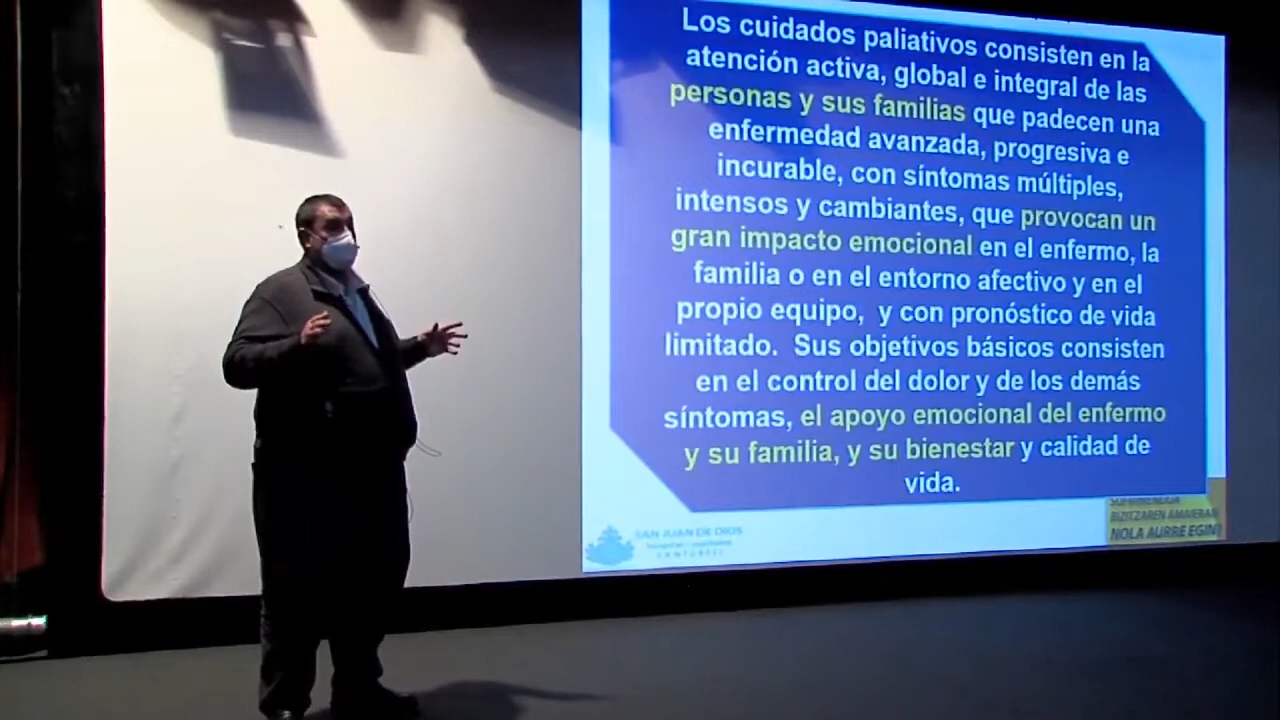 Los cuidados paliativos consisten en la
atención activa, global e integral de las
personas y sus familias que padecen una
enfermedad avanzada, progresiva e
incurable, con síntomas múltiples,
intensos y cambiantes, que provocan un
gran impacto emocional en el enfermo, la
familia o en el entorno afectivo y en el
propio equipo, y con pronóstico de vida
limitado. Sus objetivos básicos consisten
en el control del dolor y de los demás
síntomas, el apoyo emocional del enfermo
y su familia, y su bienestar y calidad de
vida.
SAN JUAN DE DIOS
BIZITZAREN AMAIERAN
NOLA AURRE EGIN?